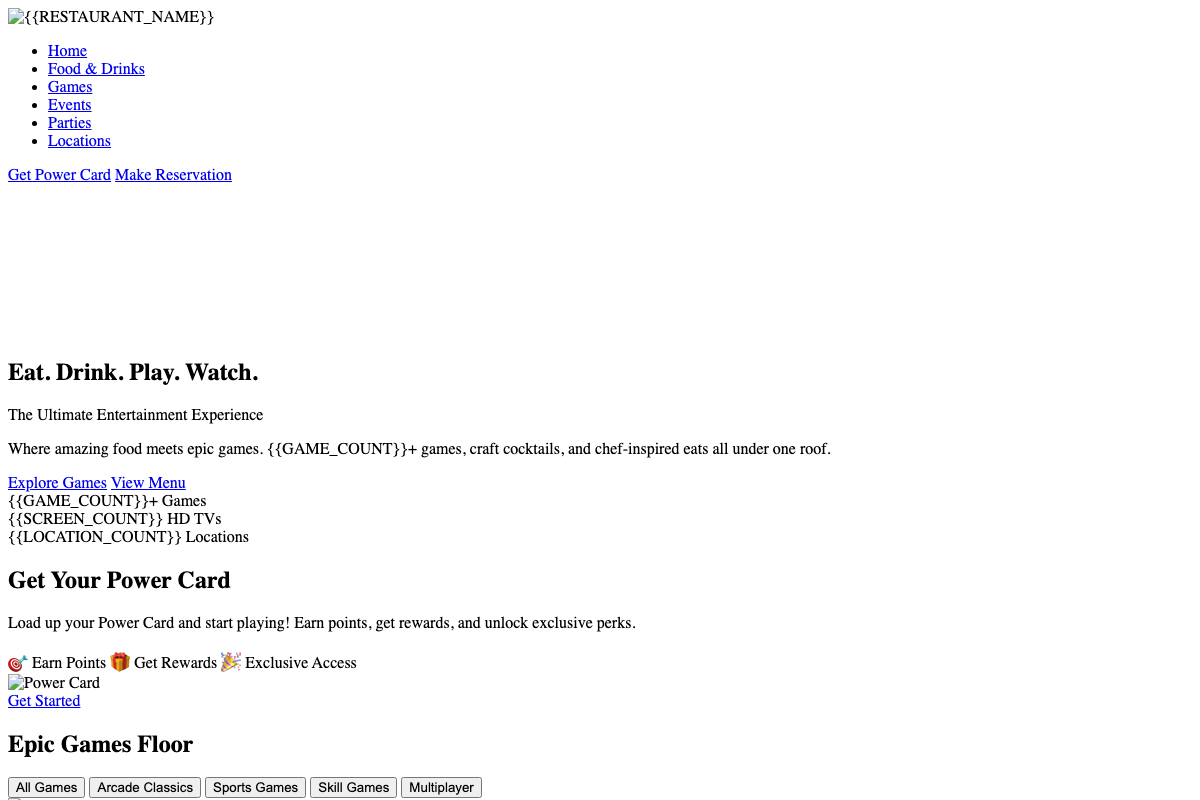 {{RESTAURANT_NAME}}
Home
Food & Drinks
Games
Events
Parties
Locations
Get Power Card Make Reservation
Eat. Drink. Play. Watch.
The Ultimate Entertainment Experience
Where amazing food meets epic games. {{GAME_COUNT}}+ games, craft cocktails, and chef-inspired eats all under one roof.
Explore Games View Menu
{{GAME_COUNT}}+ Games
{{SCREEN_COUNT}} HD TVs
{{LOCATION_COUNT}} Locations
Get Your Power Card
Load up your Power Card and start playing! Earn points, get rewards, and unlock exclusive perks.
🎯 Earn Points 🎁 Get Rewards 🎉 Exclusive Access
Power Card
Get Started
Epic Games Floor
All Games Arcade Classics Sports Games Skill Games Multiplayer